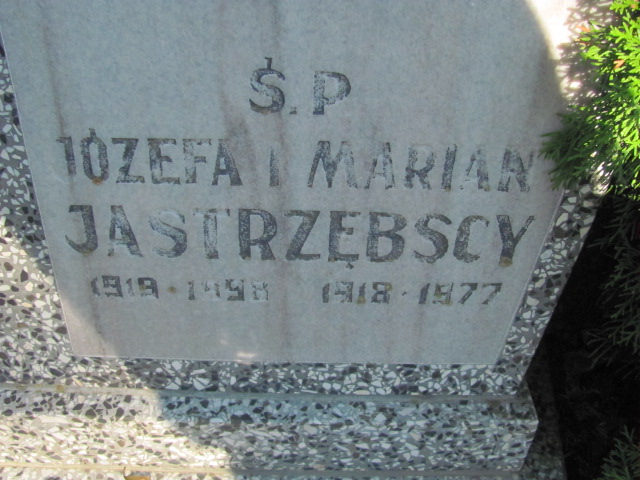 Ś.P
JÓZEFA I MARIAN
JASTRZĘBSCY
1919 · 1998 1918 · 1977